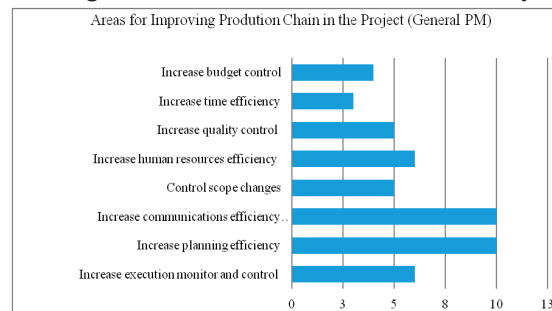 Areas for Improving Prodution Chain in the Project (General PM)
Increase budget control
Increase time efficiency
Increase quality control
Increase human resources efficiency
Control scope changes
Increase communications efficiency..
Increase planning efficiency
Increase execution monitor and control
0 3 5 8 10 13